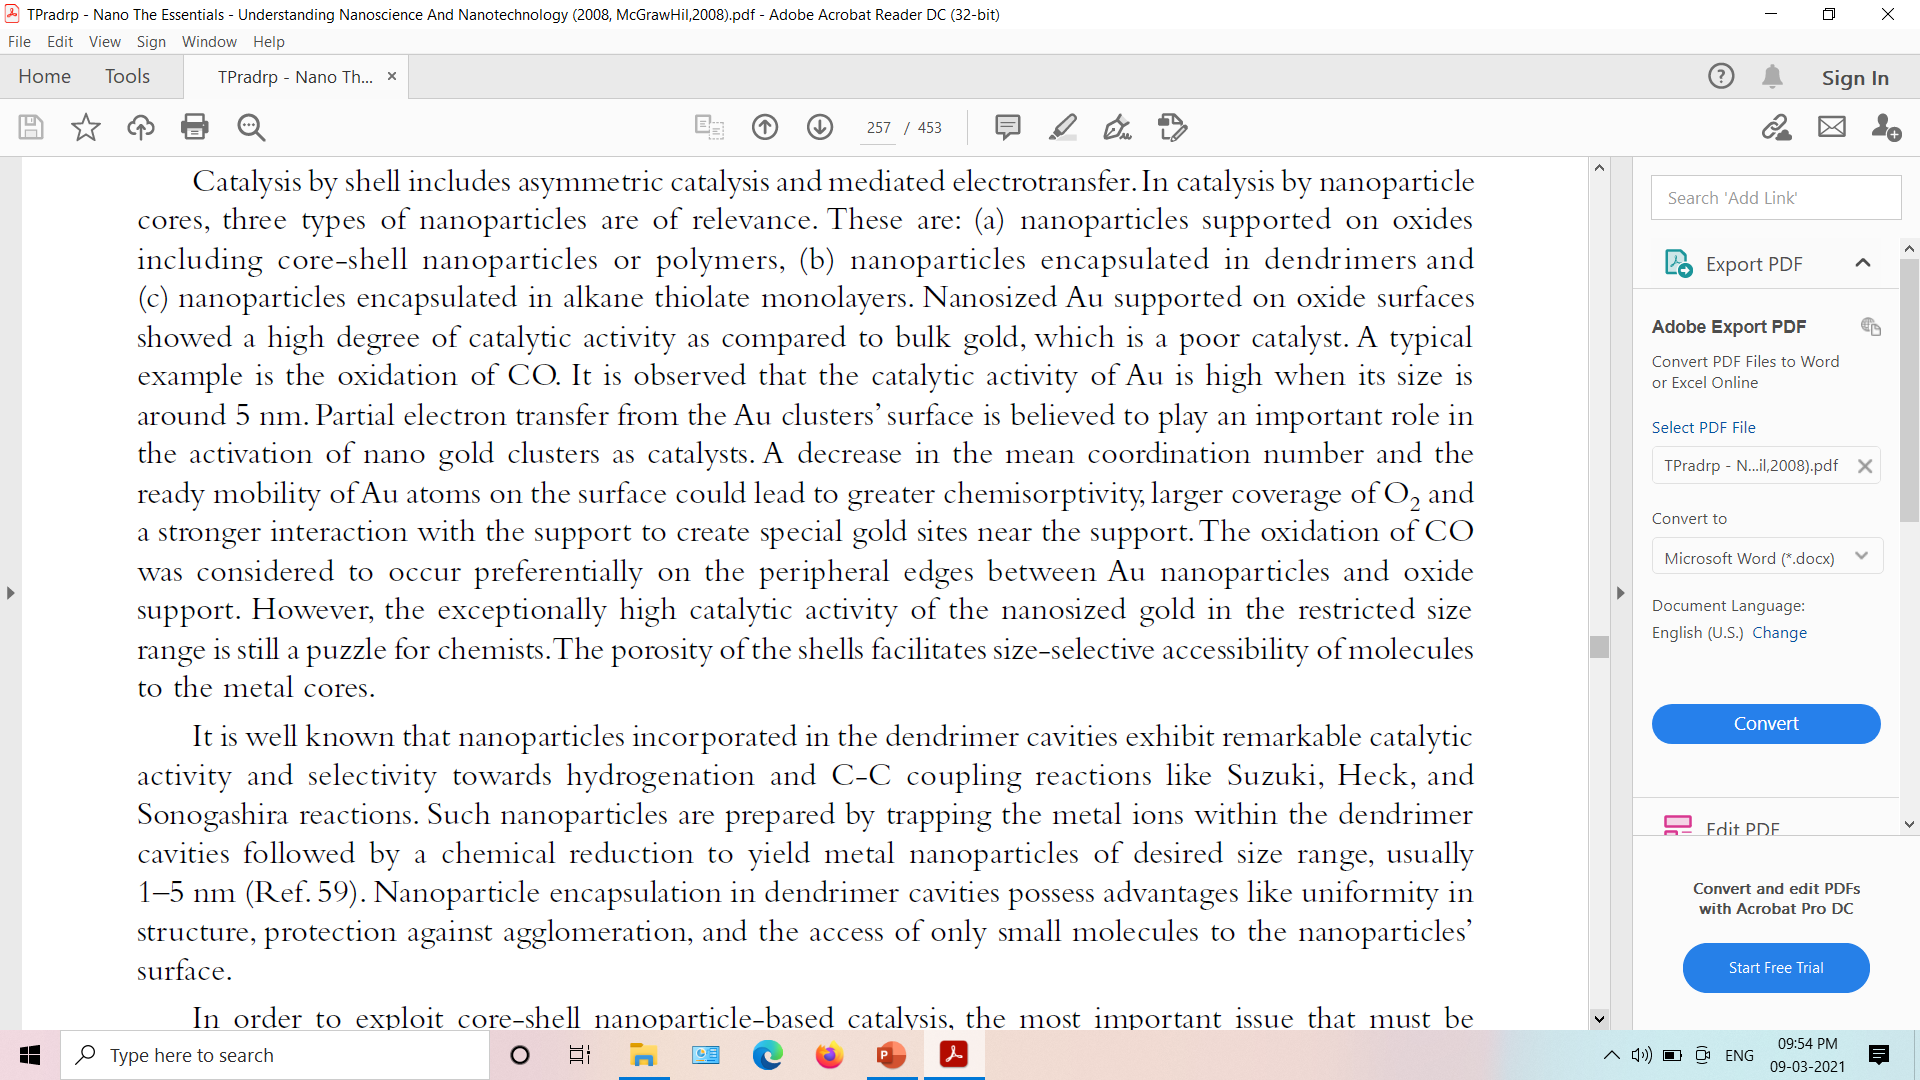 TPradrp - Nano The Essentials - Understanding Nanoscience And Nanotechnology (2008, McGrawHil,2008).pdf - Adobe Acrobat Reader DC (32-bit)
File Edit View Sign Window Help
Home Tools TPradrp - Nano Th... × Sign In
257 / 453
Catalysis by shell includes asymmetric catalysis and mediated electrotransfer. In catalysis by nanoparticle
cores, three types of nanoparticles are of relevance. These are: (a) nanoparticles supported on oxides
including core-shell nanoparticles or polymers, (b) nanoparticles encapsulated in dendrimers and
(c) nanoparticles encapsulated in alkane thiolate monolayers. Nanosized Au supported on oxide surfaces
showed a high degree of catalytic activity as compared to bulk gold, which is a poor catalyst. A typical
example is the oxidation of CO. It is observed that the catalytic activity of Au is high when its size is
around 5 nm. Partial electron transfer from the Au clusters' surface is believed to play an important role in
the activation of nano gold clusters as catalysts. A decrease in the mean coordination number and the
ready mobility of Au atoms on the surface could lead to greater chemisorptivity, larger coverage of O₂ and
a stronger interaction with the support to create special gold sites near the support. The oxidation of CO
was considered to occur preferentially on the peripheral edges between Au nanoparticles and oxide
support. However, the exceptionally high catalytic activity of the nanosized gold in the restricted size
range is still a puzzle for chemists. The porosity of the shells facilitates size-selective accessibility of molecules
to the metal cores.
It is well known that nanoparticles incorporated in the dendrimer cavities exhibit remarkable catalytic
activity and selectivity towards hydrogenation and C-C coupling reactions like Suzuki, Heck, and
Sonogashira reactions. Such nanoparticles are prepared by trapping the metal ions within the dendrimer
cavities followed by a chemical reduction to yield metal nanoparticles of desired size range, usually
1–5 nm (Ref. 59). Nanoparticle encapsulation in dendrimer cavities possess advantages like uniformity in
structure, protection against agglomeration, and the access of only small molecules to the nanoparticles'
surface.
In order to exploit core-shell nanoparticle-based catalysis, the most important issue that must be
Search 'Add Link'
Export PDF
Adobe Export PDF
Convert PDF Files to Word
or Excel Online
Select PDF File
TPradrp - N...il,2008).pdf
Convert to
Microsoft Word (*.docx)
Document Language:
English (U.S.) Change
Convert
Edit PDF
Convert and edit PDFs
with Acrobat Pro DC
Start Free Trial
Type here to search
ENG
09:54 PM
09-03-2021